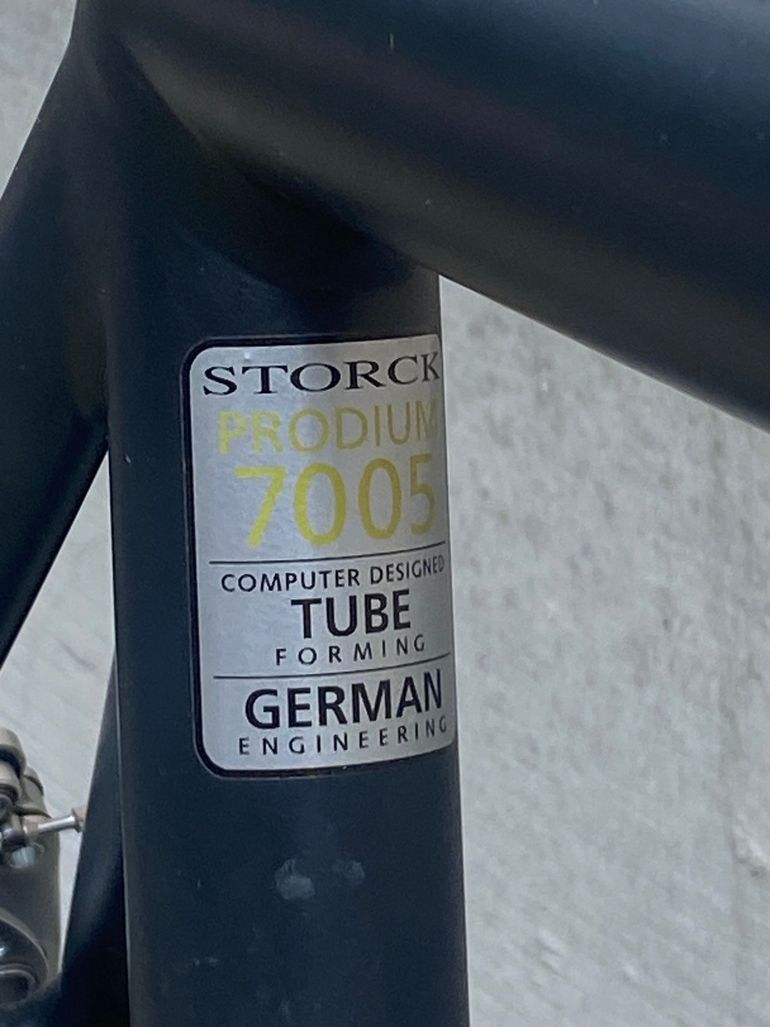 STORCK
PRODIUM
7005
COMPUTER DESIGNED
TUBE
FORMING
GERMAN
ENGINEERING